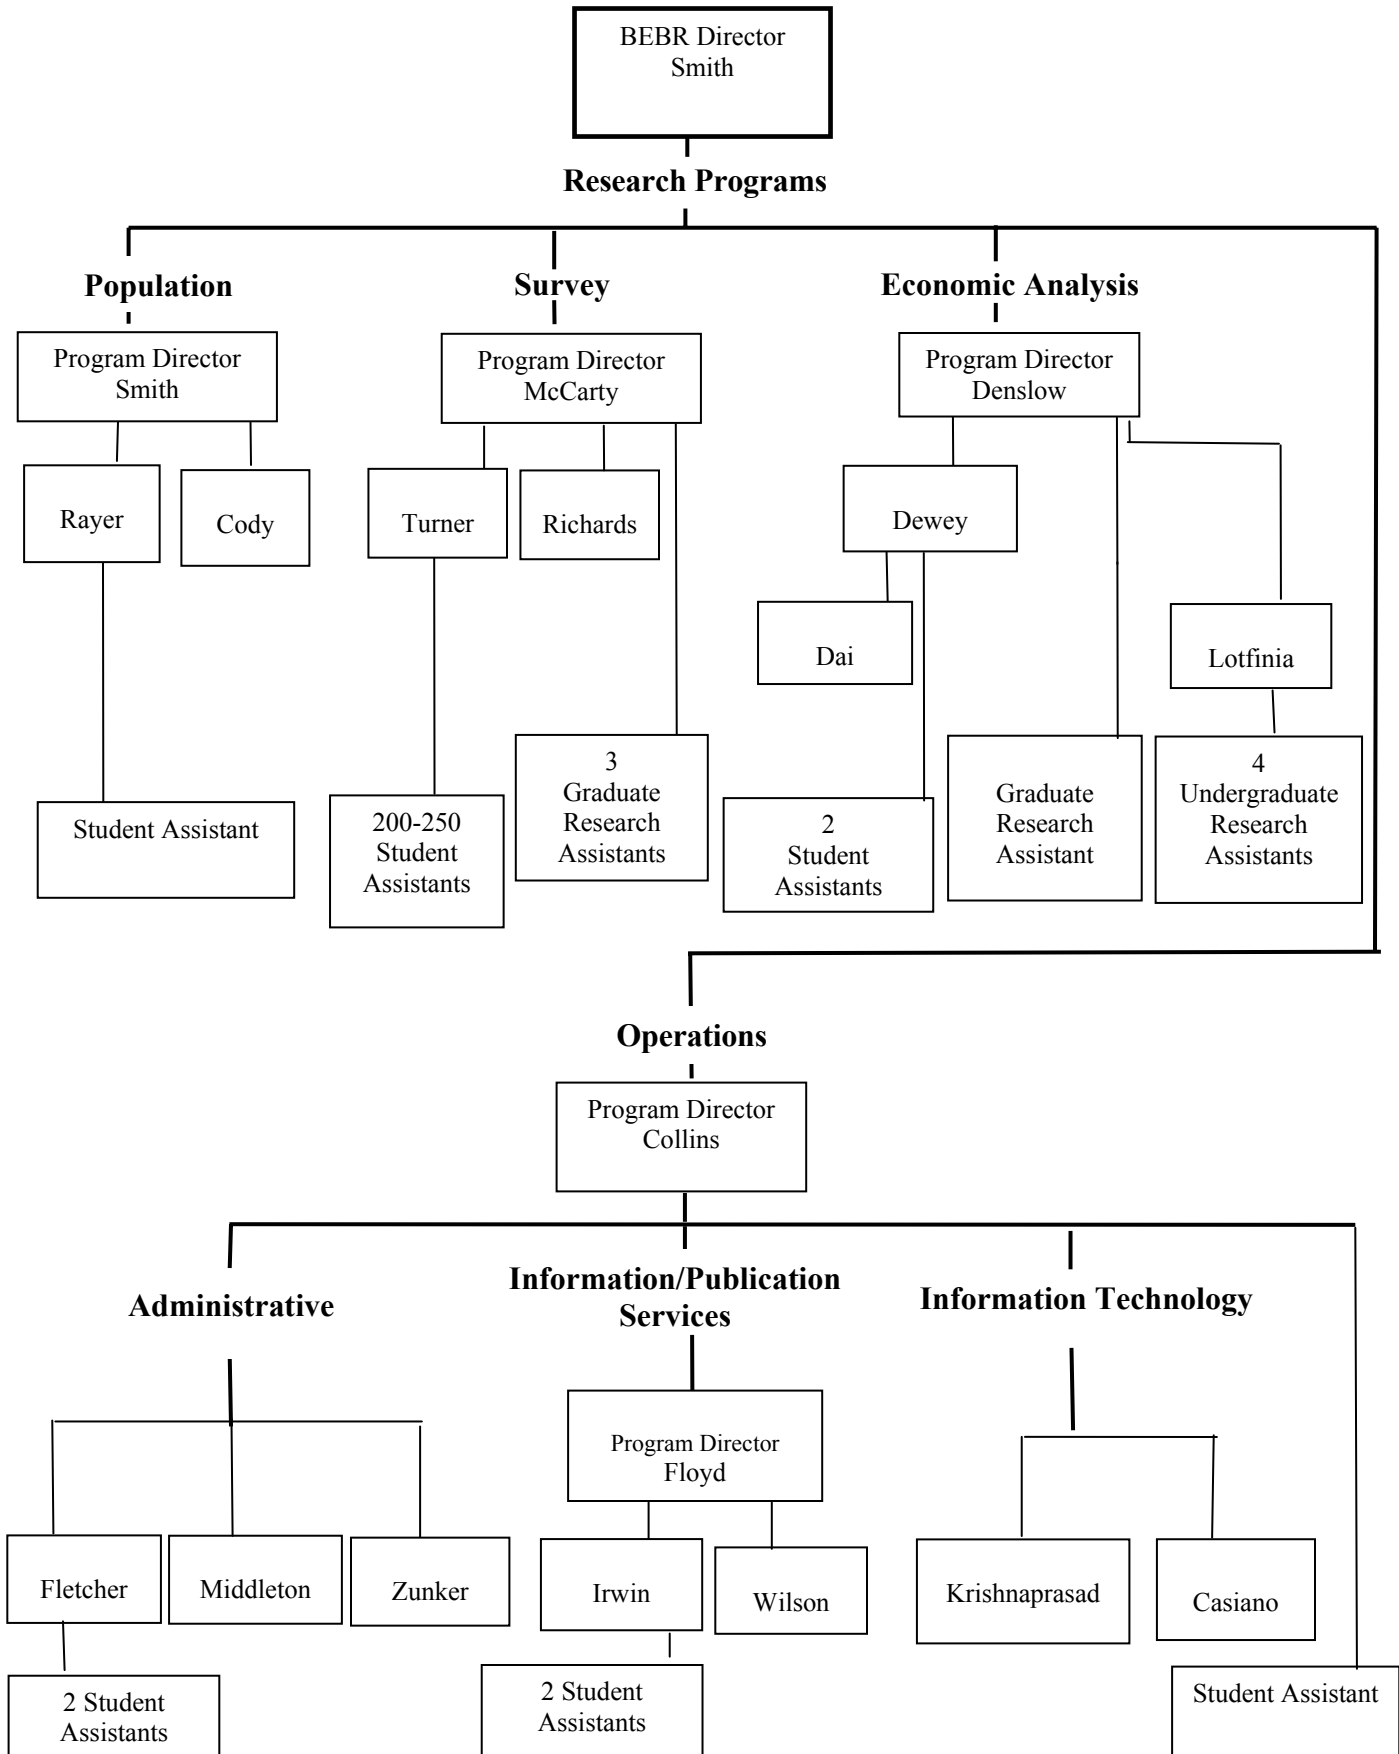 BEBR Director
Smith
Research Programs
Population
Survey
Economic Analysis
Program Director
Smith
Program Director
McCarty
Program Director
Denslow
Rayer
Cody
Turner
Richards
Dewey
Dai
Lotfinia
Student Assistant
200-250
Student
Assistants
3
Graduate
Research
Assistants
2
Student
Assistants
Graduate
Research
Assistant
4
Undergraduate
Research
Assistants
Operations
Program Director
Collins
Administrative
Information/Publication
Services
Information Technology
Program Director
Floyd
Fletcher
Middleton
Zunker
Irwin
Wilson
Krishnaprasad
Casiano
2 Student
Assistants
2 Student
Assistants
Student Assistant